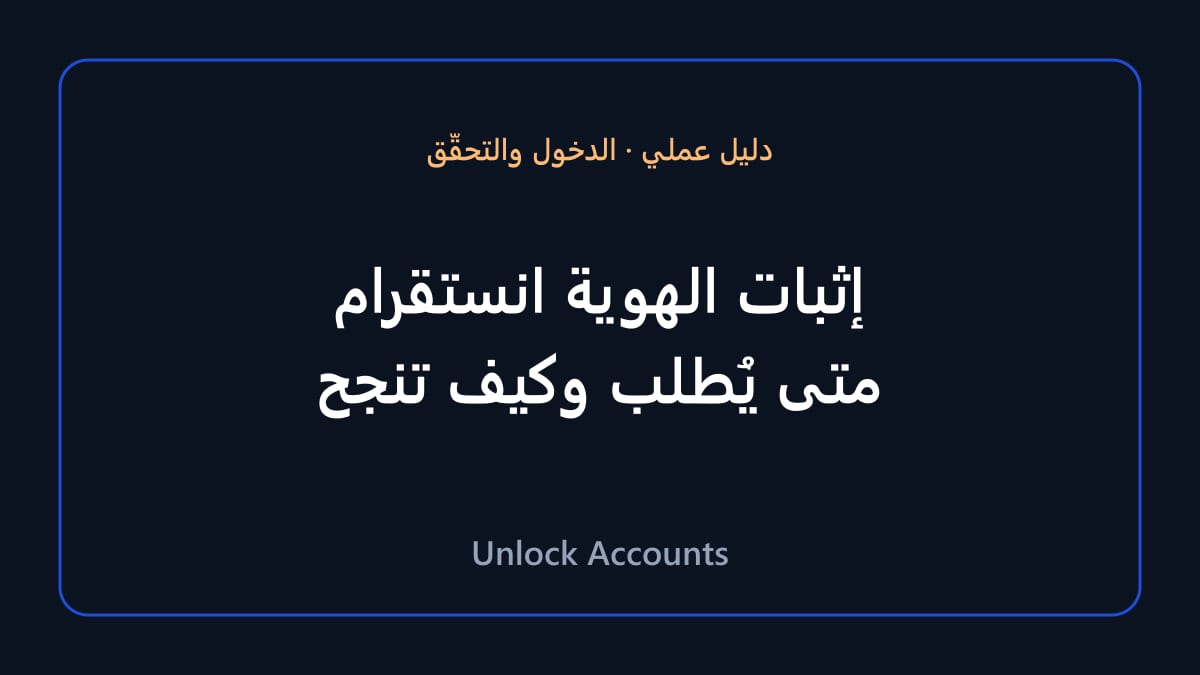 دليل عملي · الدخول والتحقّق
إثبات الهوية انستقرام
متى يُطلب وكيف تنجح
Unlock Accounts